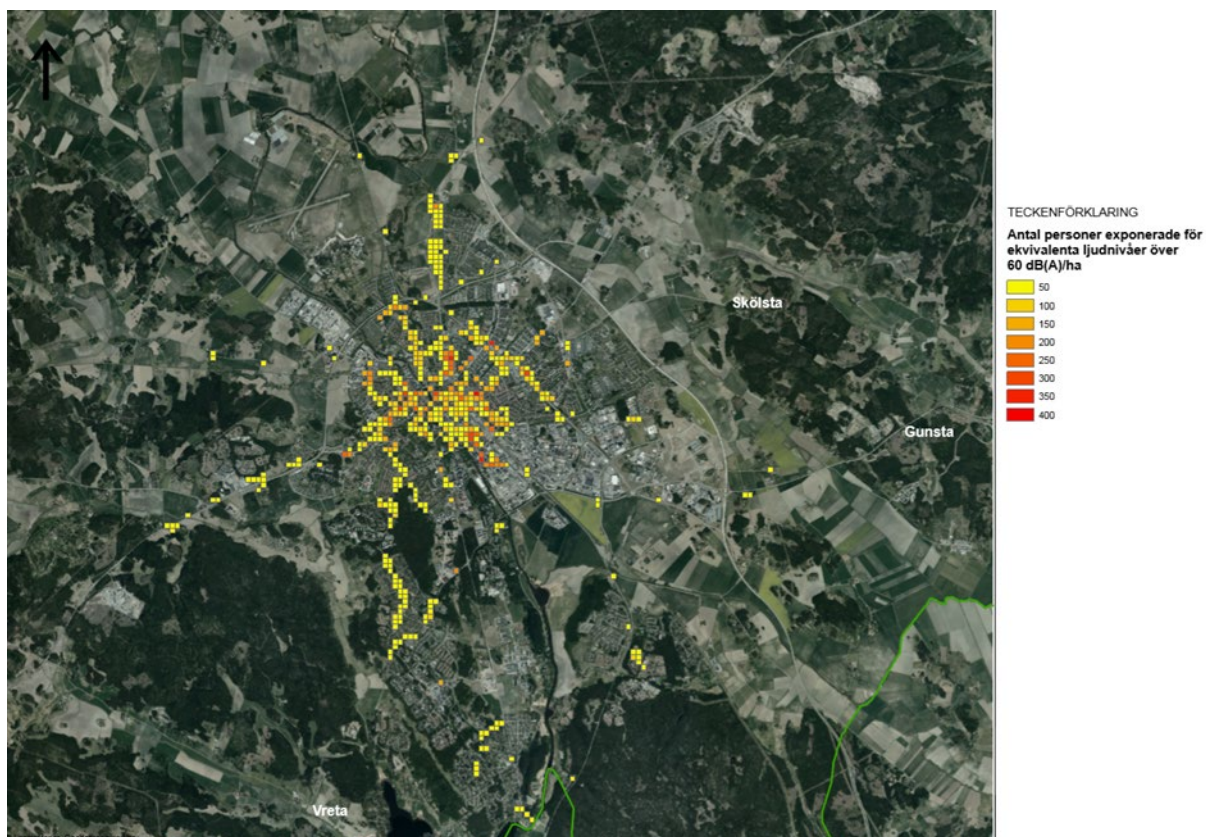 TECKENFÖRKLARING
Antal personer exponerade för
ekvivalenta ljudnivåer över
60 dB(A)/ha
50
100
150
200
250
300
350
400
Skölsta
Gunsta
Vreta